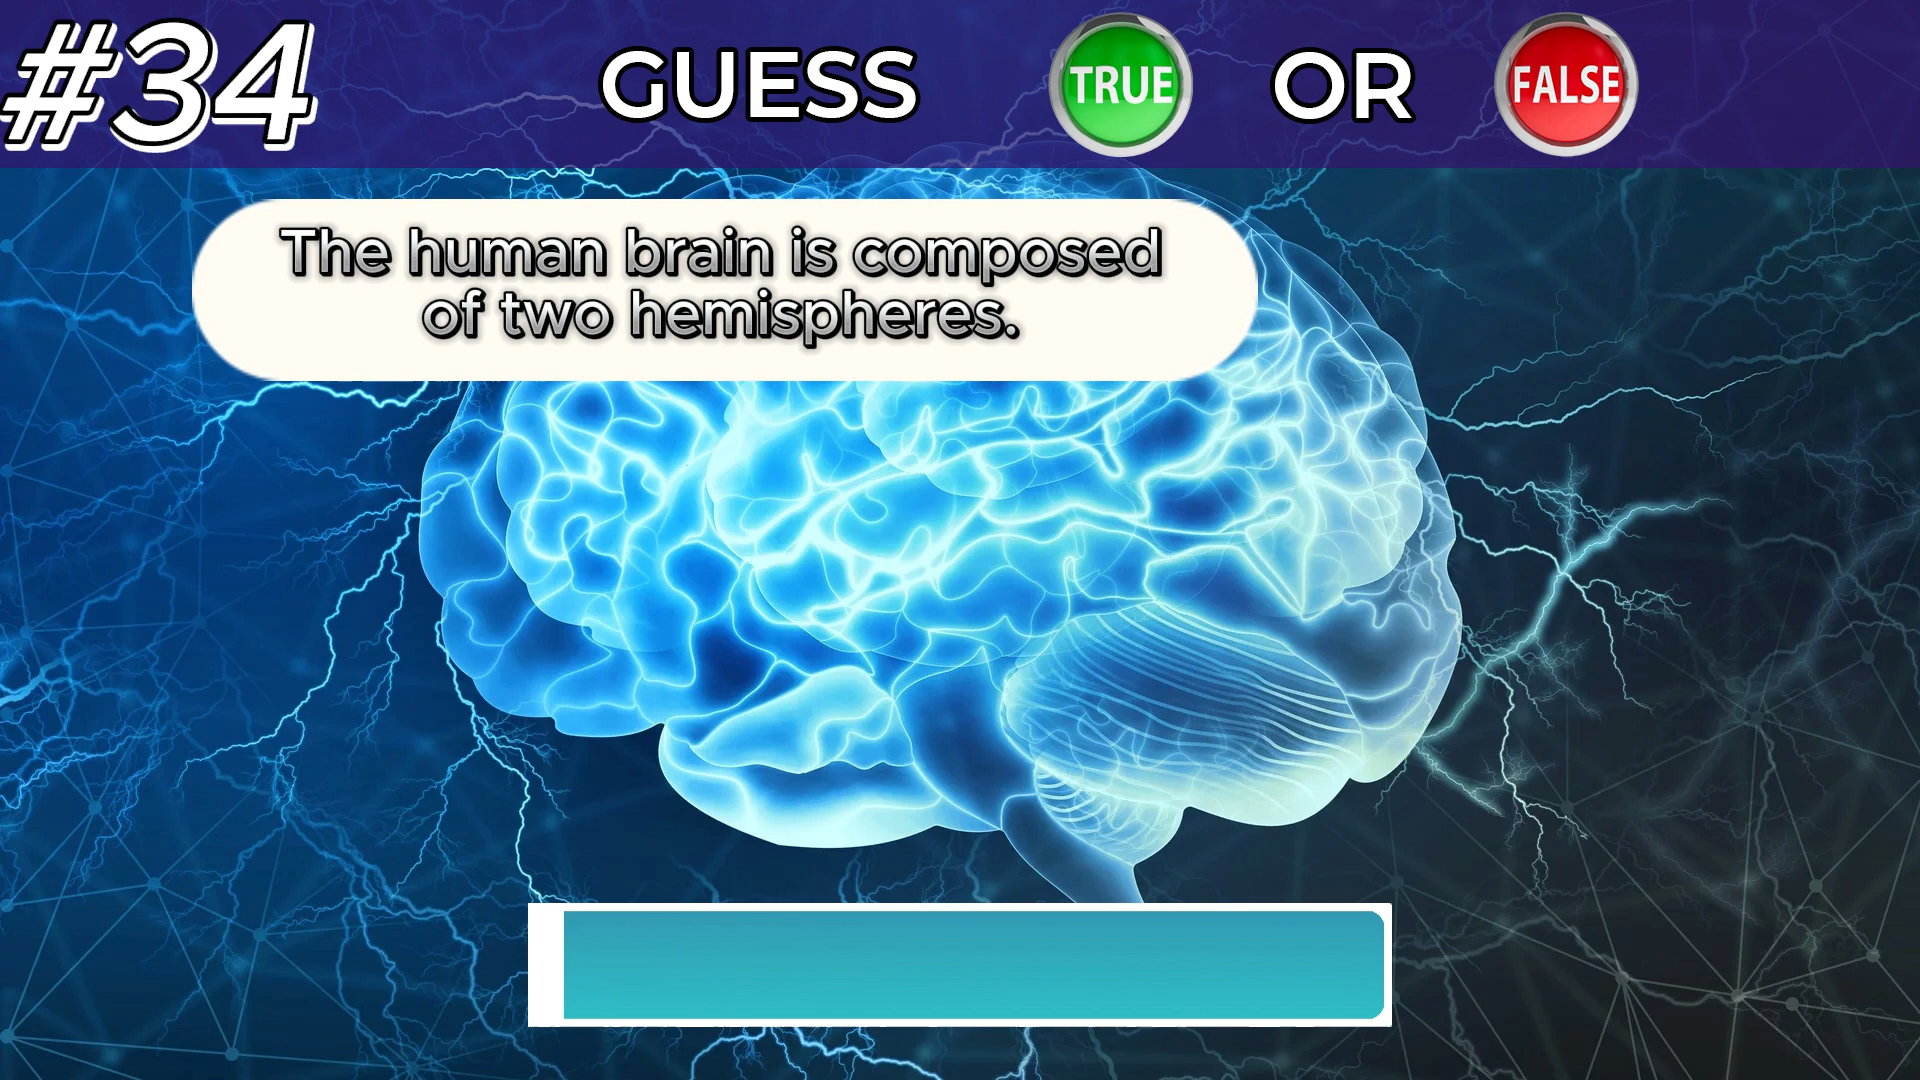 #34 GUESS TRUE OR FALSE
The human brain is composed
of two hemispheres.